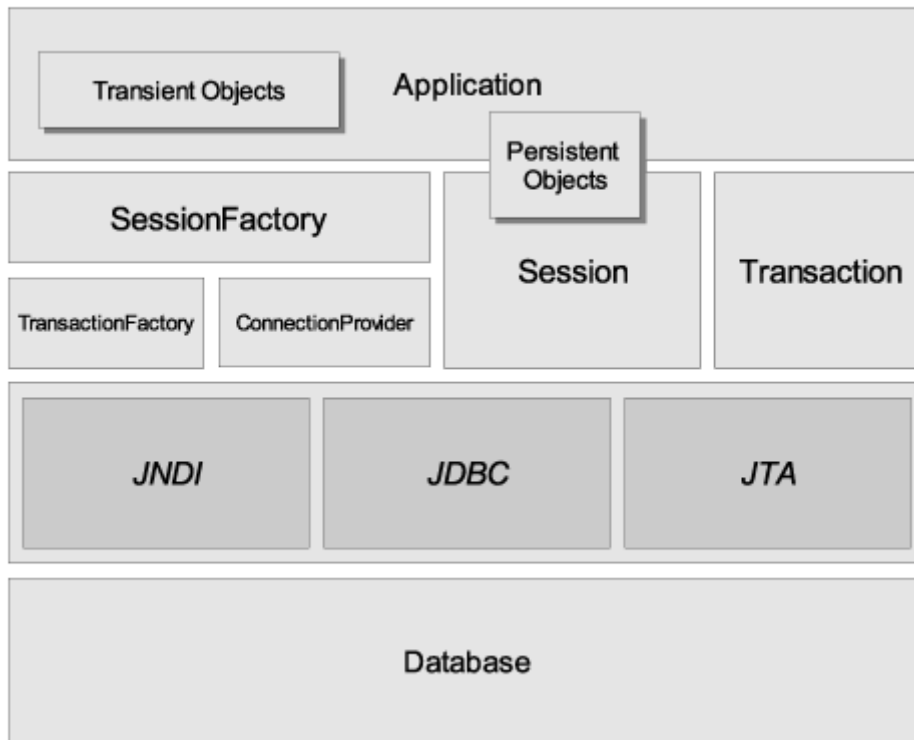 Transient Objects
Application
Persistent
Objects
SessionFactory
Session
Transaction
TransactionFactory
ConnectionProvider
JNDI
JDBC
JTA
Database